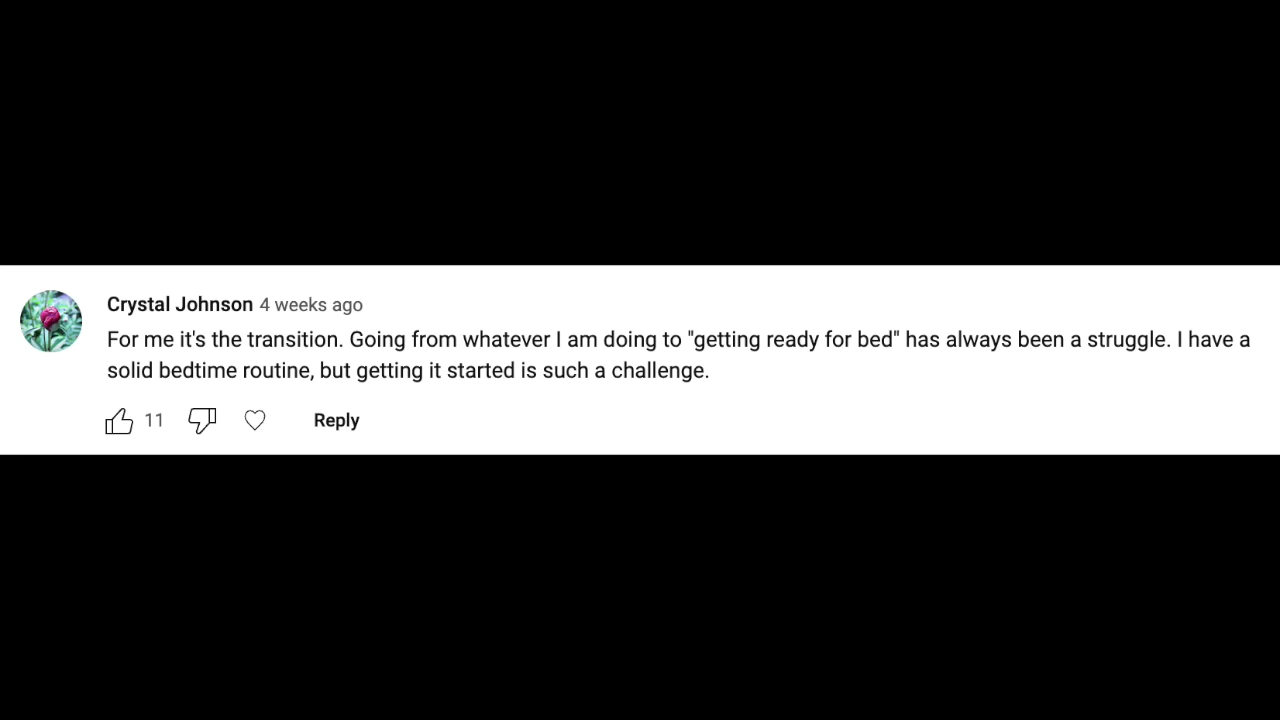 Crystal Johnson 4 weeks ago
For me it's the transition. Going from whatever I am doing to "getting ready for bed" has always been a struggle. I have a
solid bedtime routine, but getting it started is such a challenge.
11 Reply